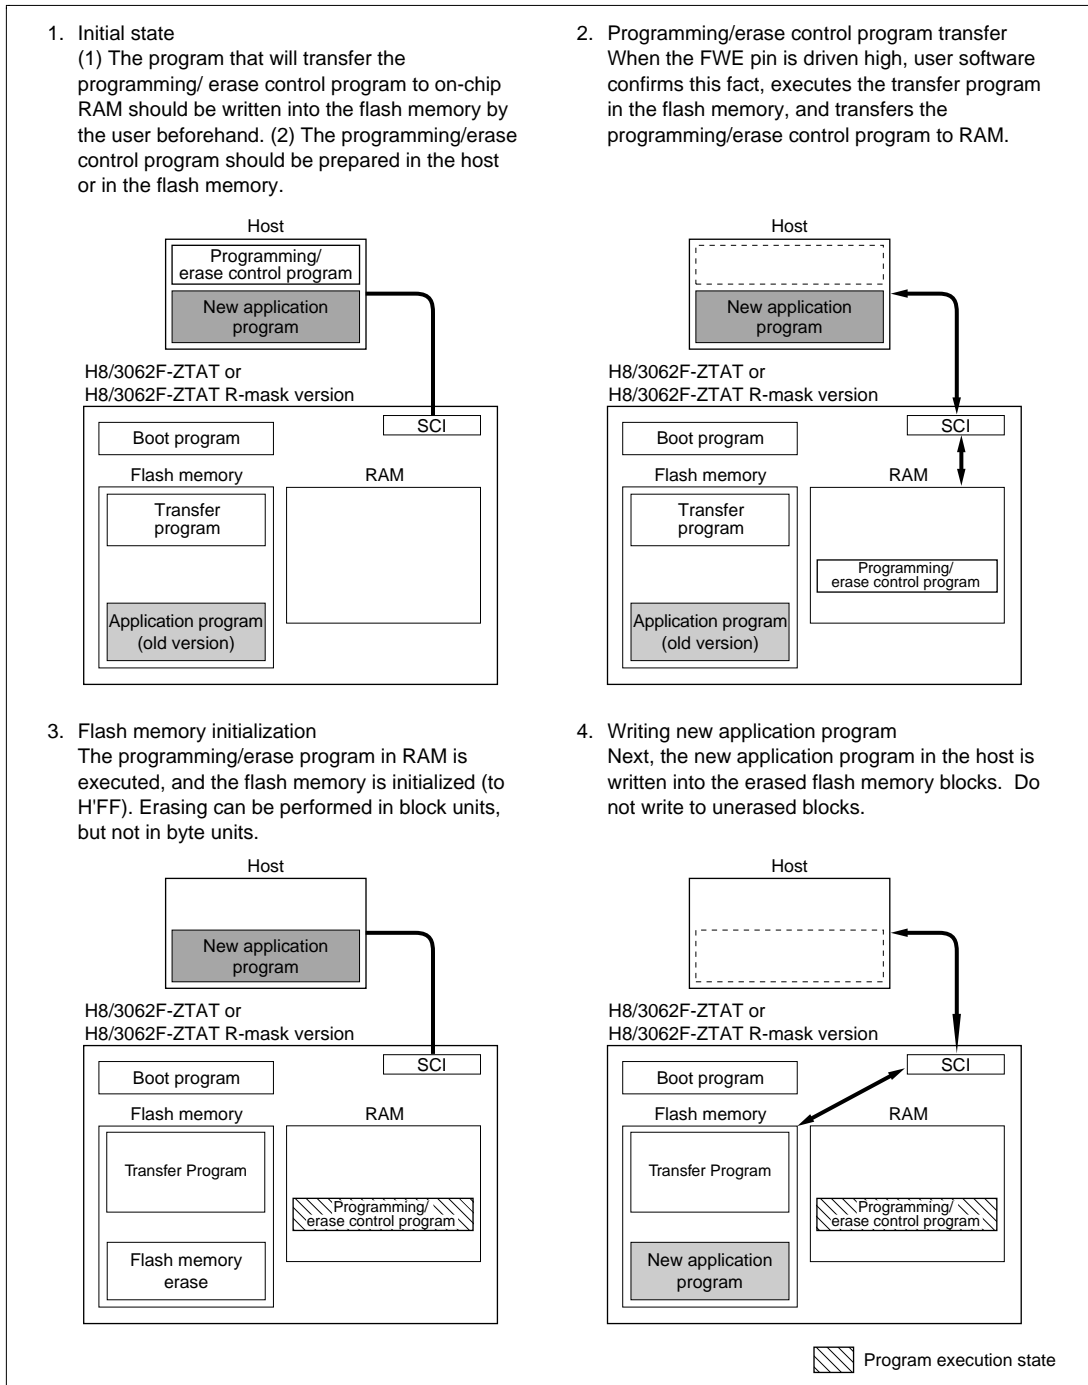 1. Initial state
(1) The program that will transfer the
programming/ erase control program to on-chip
RAM should be written into the flash memory by
the user beforehand. (2) The programming/erase
control program should be prepared in the host
or in the flash memory.
Host
Programming/
erase control program
New application
program
H8/3062F-ZTAT or
H8/3062F-ZTAT R-mask version
SCI
Boot program
Flash memory
RAM
Transfer
program
Application program
(old version)
2. Programming/erase control program transfer
When the FWE pin is driven high, user software
confirms this fact, executes the transfer program
in the flash memory, and transfers the
programming/erase control program to RAM.
Host
New application
program
H8/3062F-ZTAT or
H8/3062F-ZTAT R-mask version
SCI
Boot program
Flash memory
RAM
Transfer
program
Programming/
erase control program
Application program
(old version)
3. Flash memory initialization
The programming/erase program in RAM is
executed, and the flash memory is initialized (to
H'FF). Erasing can be performed in block units,
but not in byte units.
Host
New application
program
H8/3062F-ZTAT or
H8/3062F-ZTAT R-mask version
SCI
Boot program
Flash memory
RAM
Transfer Program
Programming/
erase control program
Flash memory
erase
4. Writing new application program
Next, the new application program in the host is
written into the erased flash memory blocks. Do
not write to unerased blocks.
Host
H8/3062F-ZTAT or
H8/3062F-ZTAT R-mask version
SCI
Boot program
Flash memory
RAM
Transfer Program
Programming/
erase control program
New application
program
Program execution state